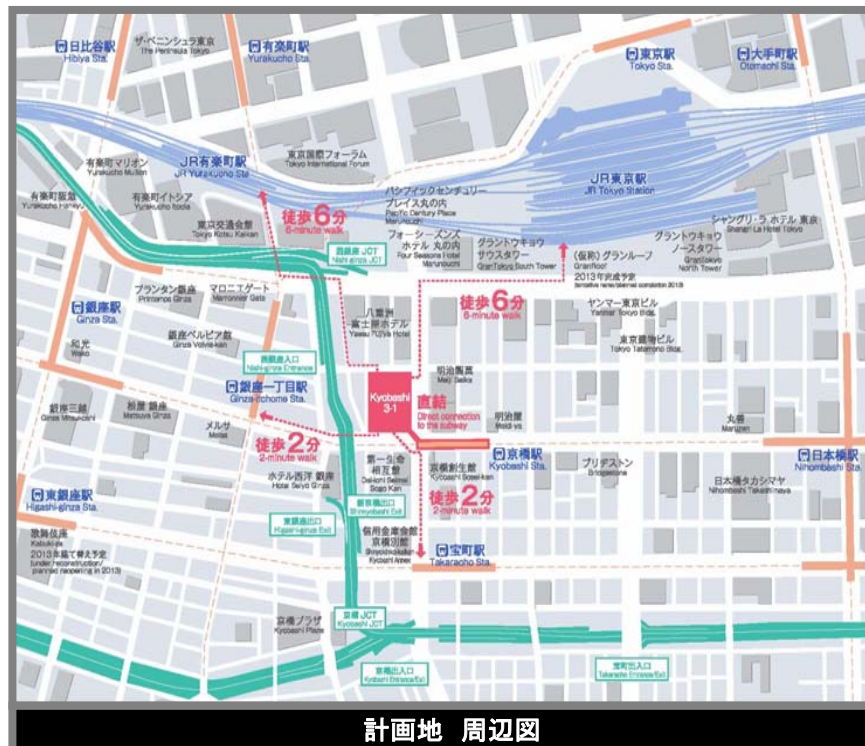 日比谷駅
Hibiya Sta.
ザ・ペニンシュラ東京
The Peninsula Tokyo
有楽町駅
Yurakucho Sta.
東京駅
Tokyo Sta.
大手町駅
Otemachi Sta.
有楽町マリオン
Yurakucho Mullion
JR有楽町駅
JR Yurakucho Sta.
東京国際フォーラム
Tokyo International Forum
JR東京駅
JR Tokyo Station
有楽町阪急
Yurakucho Hankyu
有楽町イトシア
Yurakucho Itocia
徒歩6分
6-minute walk
パシフィックセンチュリー
プレイス丸の内
Pacific Century Place
Marunouchi
東京交通会館
Tokyo Kotsu Kaikan
西銀座 JCT
Nishi-ginza JCT
フォーシーズンズ
ホテル 丸の内
Four Seasons Hotel
Marunouchi
グラントウキョウ
サウスタワー
GranTokyo South Tower
(仮称) グランルーフ
GranRoof
2013年完成予定
グラントウキョウ
ノースタワー
GranTokyo
North Tower
シャングリ・ラ ホテル 東京
Shangri-La Hotel Tokyo
プランタン銀座
Printemps Ginza
マロニエゲート
Marronnier Gate
銀座駅
Ginza Sta.
八重洲
富士屋ホテル
Yaesu Fujiya Hotel
徒歩6分
6-minute walk
ヤンマー東京ビル
Yanmar Tokyo Bldg.
和光
Wako
銀座ベルビア館
Ginza Velvia-kan
西銀座入口
Nishi-ginza Entrance
東京建物ビル
Tokyo Tatemono Bldg.
銀座一丁目駅
Ginza-itchome Sta.
Kyobashi
3-1
直結
Direct connection
to the subway
明治製菓
Meiji Seika
明治屋
Meidi-ya
丸善
Maruzen
銀座三越
Ginza Mitsukoshi
松屋 銀座
Matsuya Ginza
メルサ
Melsa
徒歩2分
2-minute walk
京橋駅
Kyobashi Sta.
日本橋駅
Nihombashi Sta.
ホテル西洋 銀座
Hotel Seiyo Ginza
第一生命
相互館
Dai-ichi Seimei
Sogo Kan
京橋創生館
Kyobashi Sosei-kan
ブリヂストン
Bridgestone
日本橋タカシマヤ
Nihombashi Takashimaya
東銀座駅
Higashi-ginza Sta.
徒歩2分
2-minute walk
新京橋出口
Shinkyobashi Exit
東銀座出口
Higashi-ginza Exit
歌舞伎座
Kabuki-za
2013年建て替え予定
(under reconstruction/
planned reopening in 2013)
信用金庫会館
京橋別館
Kyobashi Annex
宝町駅
Takaracho Sta.
京橋プラザ
Kyobashi Plaza
京橋 JCT
Kyobashi JCT
京橋出入口
Kyobashi Entrance/Exit
宝町出入口
Takaracho Entrance/Exit
計画地 周辺図